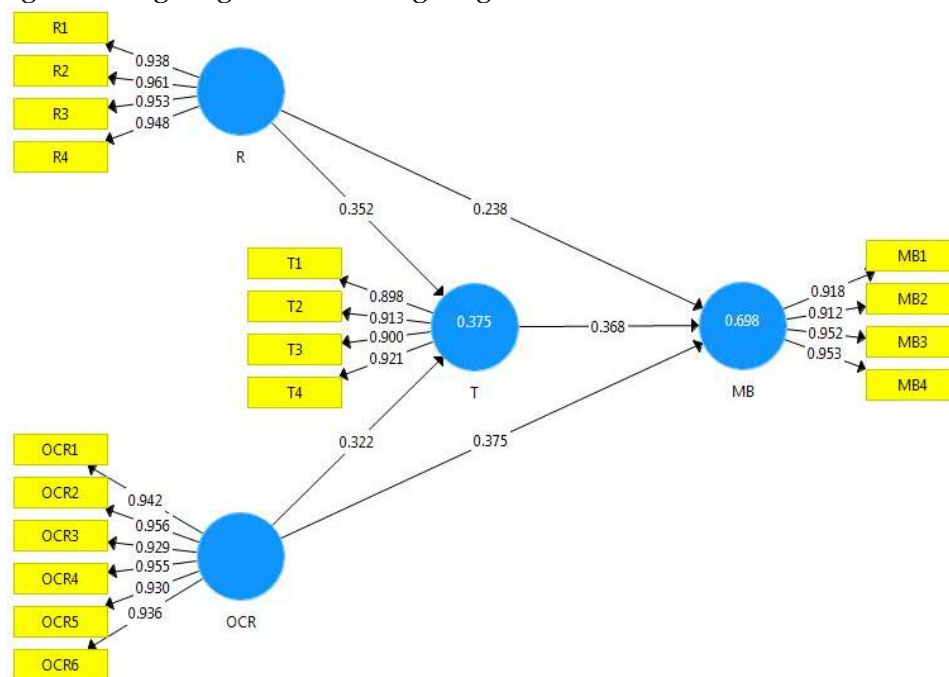 R1
R2
R3
R4
0.938
0.961
0.953
0.948
R
0.352
0.238
T1
T2
T3
T4
0.898
0.913
0.900
0.921
0.375
T
0.368
0.698
MB
0.918
0.912
0.952
0.953
MB1
MB2
MB3
MB4
0.322
0.375
OCR1
OCR2
OCR3
OCR4
OCR5
OCR6
0.942
0.956
0.929
0.955
0.930
0.936
OCR